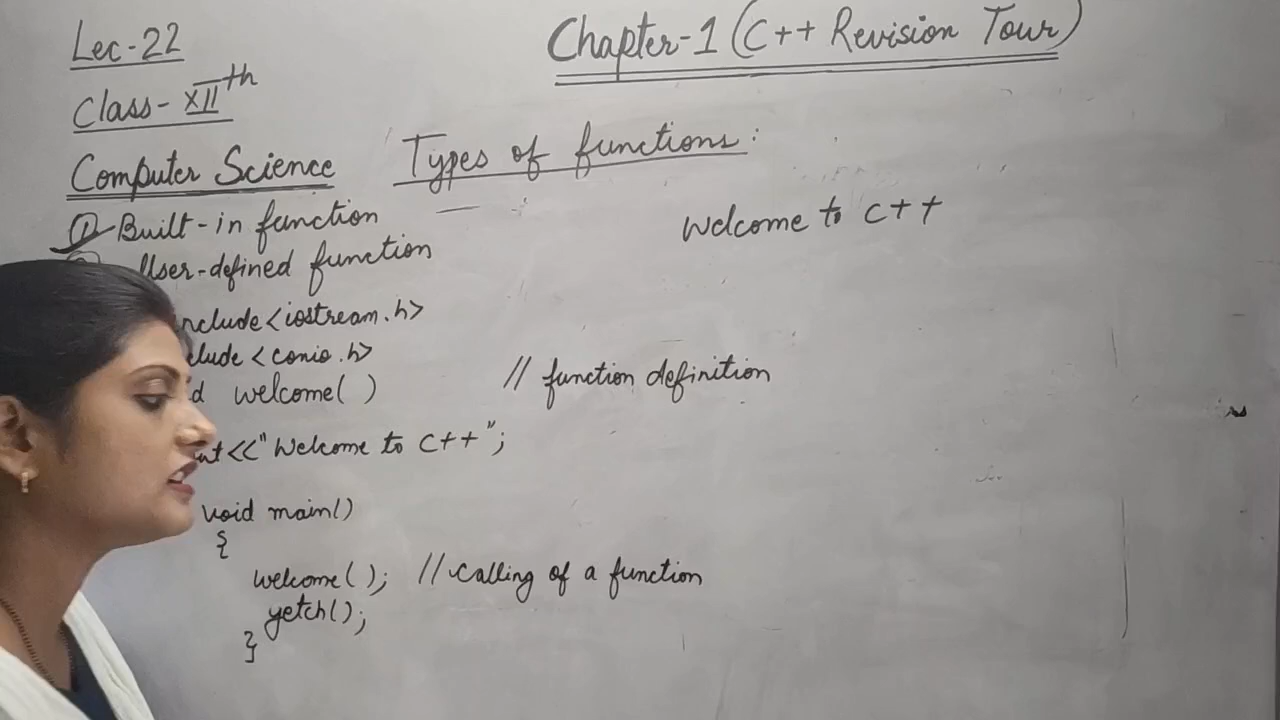 Lec-22
Chapter-1 (C++ Revision Tour)
Class- XIIth
Computer Science
Types of functions:
① Built-in function
User-defined function
Welcome to C++
nclude <iostream.h>
clude <conio.h>
d welcome( ) // function definition
ut <<"Welcome to C++";
void main()
{
welcome( ); // calling of a function
getch();
}